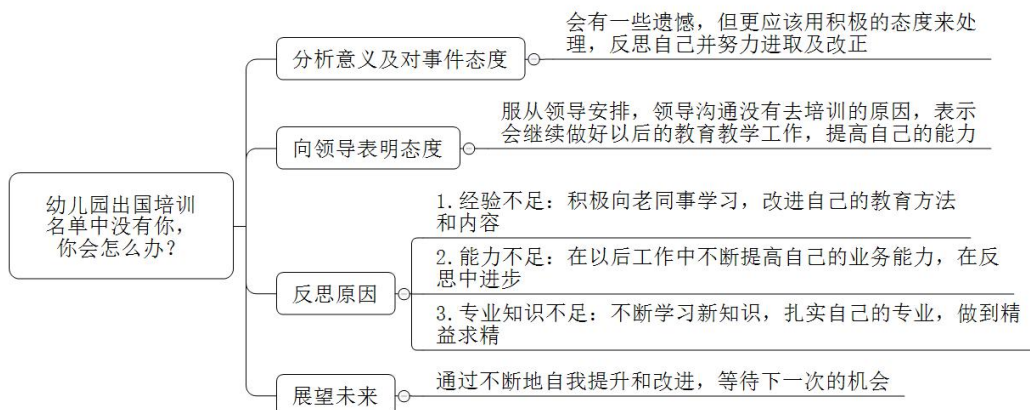 会有一些遗憾，但更应该用积极的态度来处
理，反思自己并努力进取及改正
分析意义及对事件态度
服从领导安排，领导沟通没有去培训的原因，表示
会继续做好以后的教育教学工作，提高自己的能力
向领导表明态度
幼儿园出国培训
名单中没有你，
你会怎么办？
1.经验不足：积极向老同事学习，改进自己的教育方法
和内容
2.能力不足：在以后工作中不断提高自己的业务能力，在反
思中进步
反思原因
3.专业知识不足：不断学习新知识，扎实自己的专业，做到精
益求精
通过不断地自我提升和改进，等待下一次的机会
展望未来